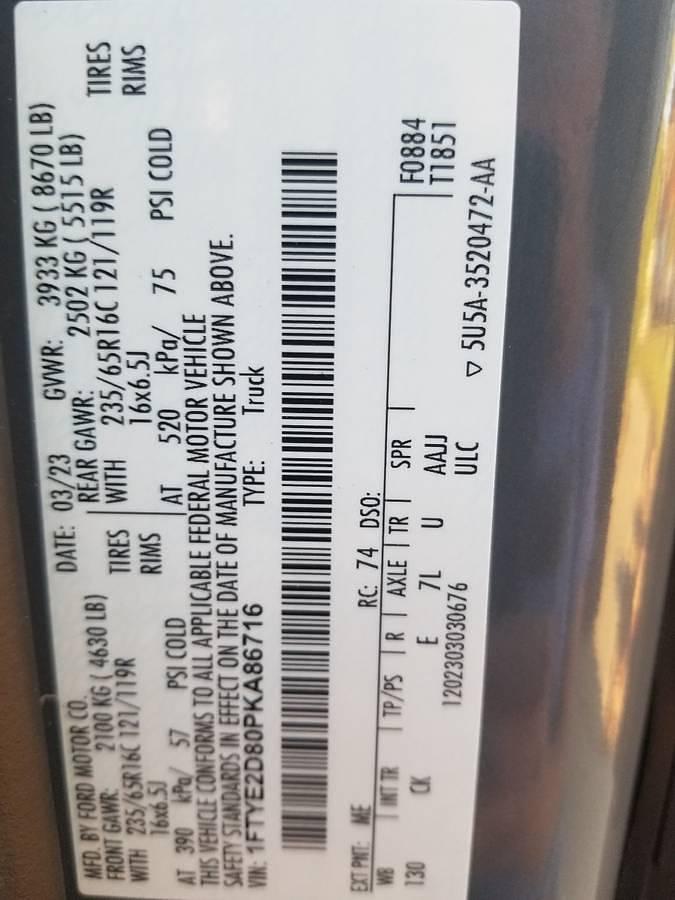 MFD. BY FORD MOTOR CO.
DATE: 03/23 GVWR: 3933 KG ( 8670 LB)
FRONT GAWR: 2100 KG ( 4630 LB)
REAR GAWR: 2502 KG ( 5515 LB)
WITH 235/65R16C 121/119R TIRES
WITH 235/65R16C 121/119R TIRES
16x6.5J RIMS
16x6.5J RIMS
AT 390 kPa/ 57 PSI COLD
AT 520 kPa/ 75 PSI COLD
THIS VEHICLE CONFORMS TO ALL APPLICABLE FEDERAL MOTOR VEHICLE
SAFETY STANDARDS IN EFFECT ON THE DATE OF MANUFACTURE SHOWN ABOVE.
VIN: 1FTYE2D80PKA86716 TYPE: Truck
EXT PNT: ME RC: 74 DSO:
WB INT TR TP/PS R AXLE TR SPR F0884
130 CK E 7L U AAJJ T1851
1202303030676 ULC
▽ 5U5A-3520472-AA